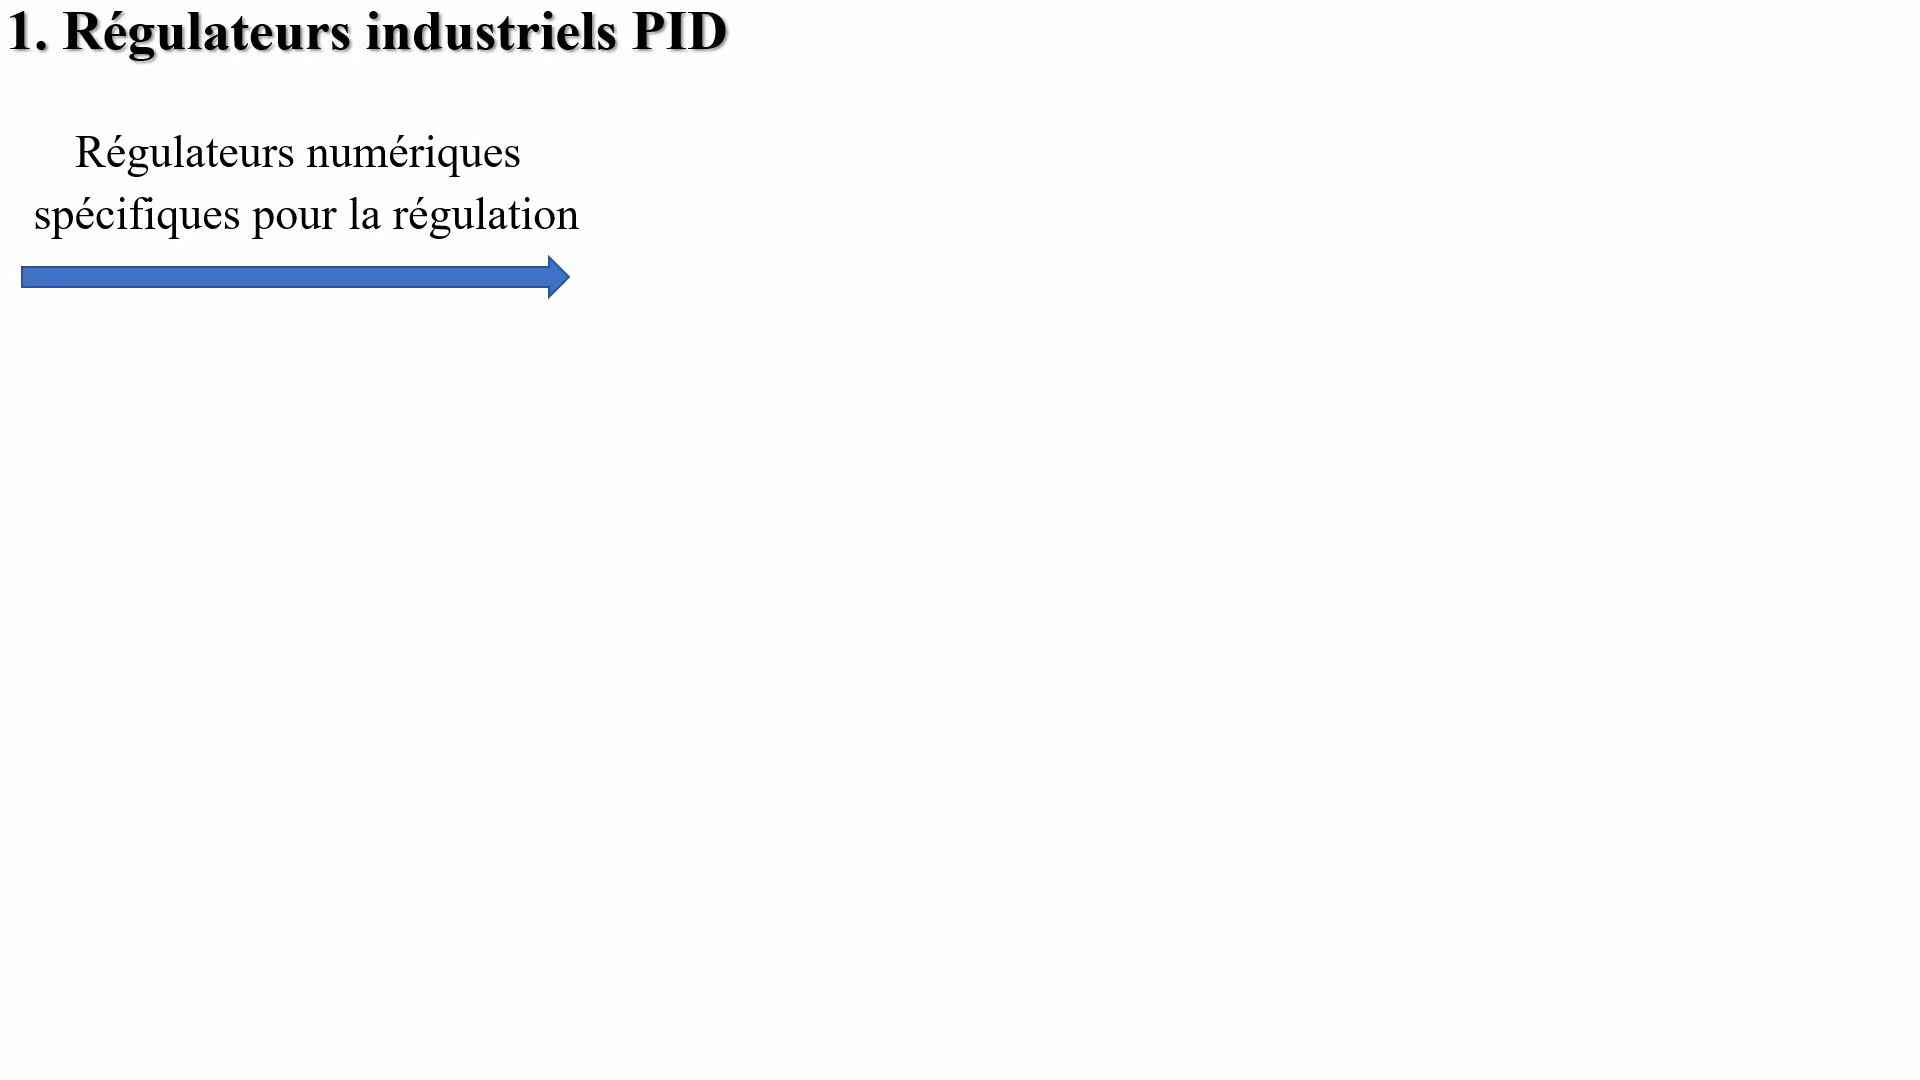 1. Régulateurs industriels PID
Régulateurs numériques
spécifiques pour la régulation